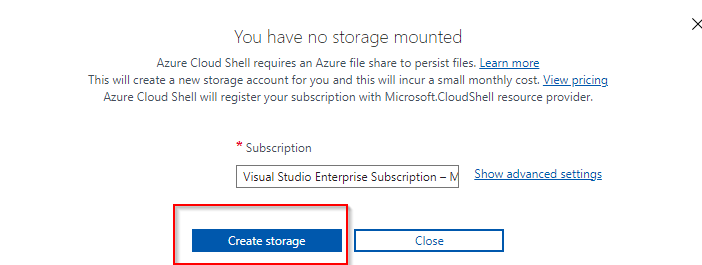 You have no storage mounted
Azure Cloud Shell requires an Azure file share to persist files. Learn more
This will create a new storage account for you and this will incur a small monthly cost. View pricing
Azure Cloud Shell will register your subscription with Microsoft.CloudShell resource provider.
* Subscription
Visual Studio Enterprise Subscription – M
Show advanced settings
Create storage
Close